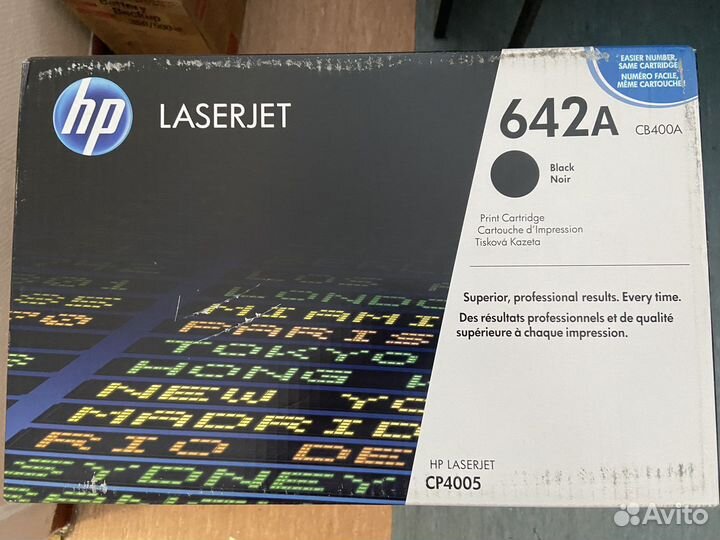 Battery
Backup
EASIER NUMBER,
SAME CARTRIDGE!
NUMÉRO FACILE,
MÊME CARTOUCHE!
hp
LASERJET
642A
CB400A
Black
Noir
Print Cartridge
Cartouche d'Impression
Tisková Kazeta
Superior, professional results. Every time.
Des résultats professionnels et de qualité
supérieure à chaque impression.
MIAMI
PARIS
TOKYO
HONG K
NEW YO
MADRID
RIO DE
SYDNEY
HP LASERJET
CP4005
Avito